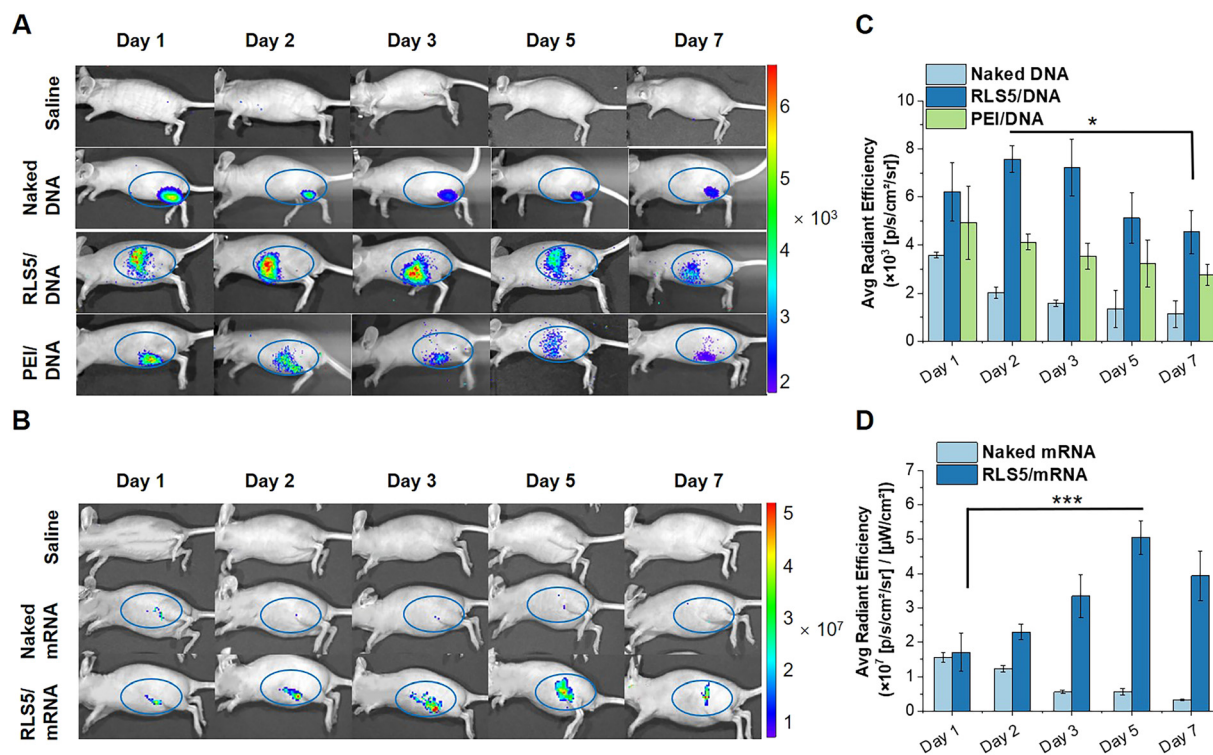 A
Day 1 Day 2 Day 3 Day 5 Day 7
Saline
Naked
DNA
RLS5/
DNA
PEI/
DNA
6
5
4
× 10³
3
2
B
Day 1 Day 2 Day 3 Day 5 Day 7
Saline
Naked
mRNA
RLS5/
mRNA
5
4
3
× 10⁷
2
1
C
Naked DNA
RLS5/DNA
PEI/DNA
*
Avg Radiant Efficiency
(×10³ [p/s/cm²/sr])
10
8
6
4
2
0
Day 1 Day 2 Day 3 Day 5 Day 7
D
Naked mRNA
RLS5/mRNA
***
Avg Radiant Efficiency
(×10⁷ [p/s/cm²/sr] / [µW/cm²])
7
6
5
4
3
2
1
0
Day 1 Day 2 Day 3 Day 5 Day 7